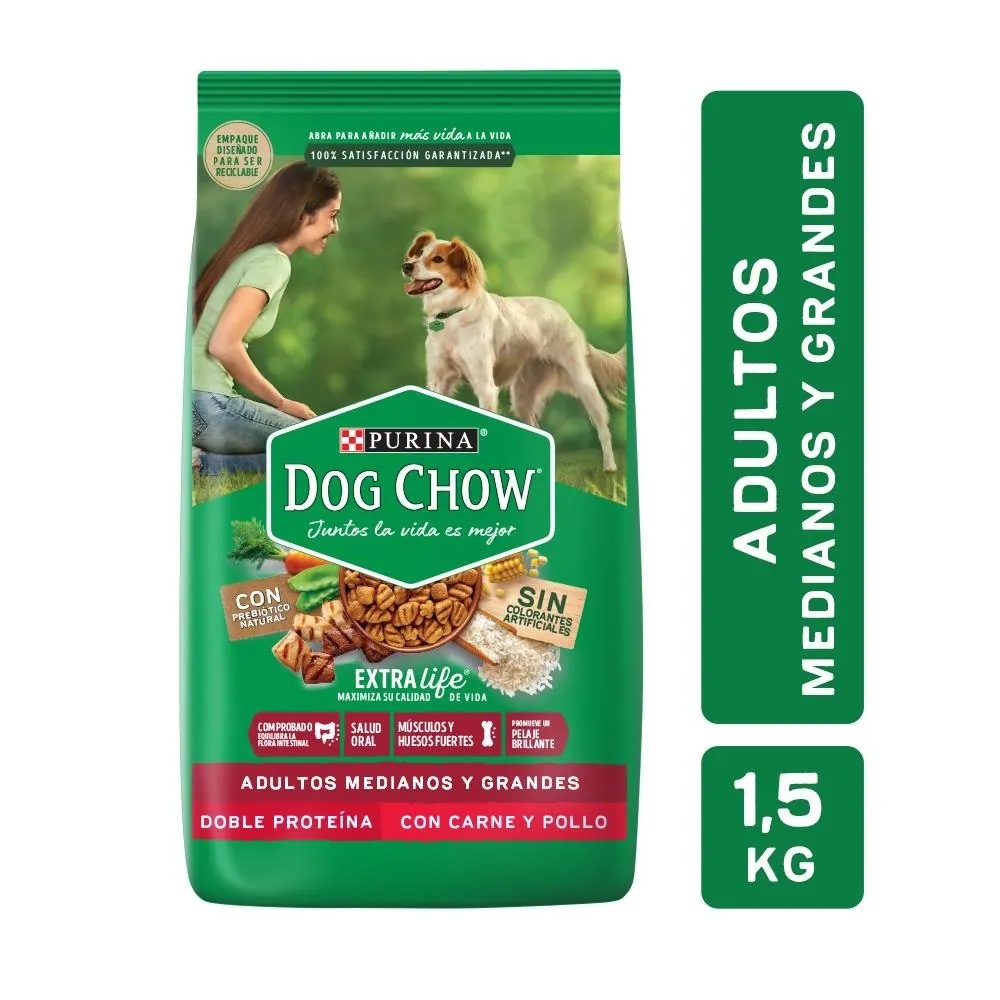 EMPAQUE
DISEÑADO
PARA SER
RECICLABLE
ABRA PARA AÑADIR más vida A LA VIDA
100% SATISFACCIÓN GARANTIZADA**
PURINA®
DOG CHOW®
Juntos la vida es mejor
CON
PREBIÓTICO
NATURAL
SIN
COLORANTES
ARTIFICIALES
EXTRA life®
MAXIMIZA SU CALIDAD DE VIDA
COMPROBADO
EQUILIBRA LA
FLORA INTESTINAL
SALUD
ORAL
MÚSCULOS Y
HUESOS FUERTES
PROMUEVE UN
PELAJE
BRILLANTE
ADULTOS MEDIANOS Y GRANDES
DOBLE PROTEÍNA CON CARNE Y POLLO
ADULTOS
MEDIANOS Y GRANDES
1,5
KG